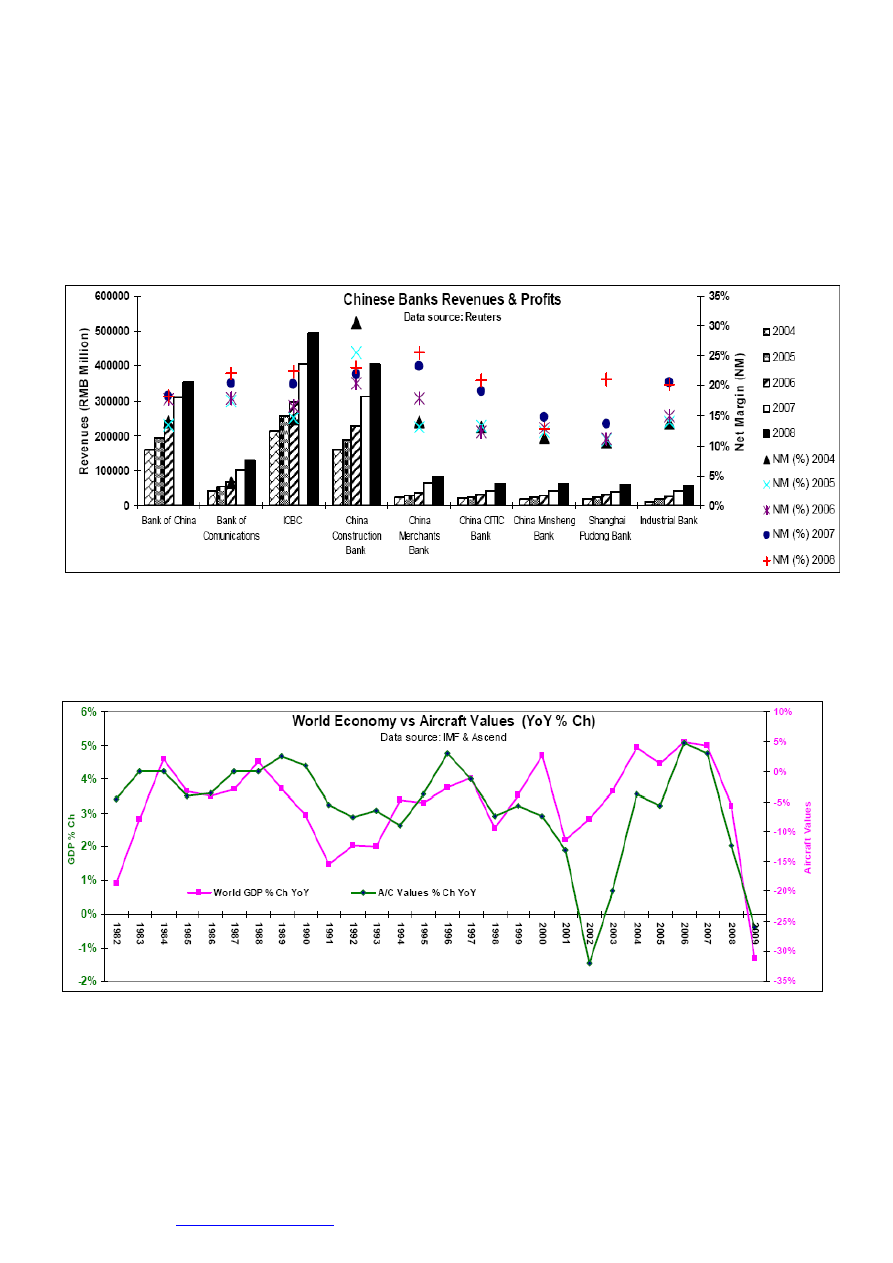 Chinese Banks Revenues & Profits
Data source: Reuters
Revenues (RMB Million)
600000
500000
400000
300000
200000
100000
0
35%
30%
25%
20%
15%
10%
5%
0%
Net Margin (NM)
Bank of China
Bank of Comunications
ICBC
China Construction Bank
China Merchants Bank
China CITIC Bank
China Minsheng Bank
Shanghai Pudong Bank
Industrial Bank
2004
2005
2006
2007
2008
NM (%) 2004
NM (%) 2005
NM (%) 2006
NM (%) 2007
NM (%) 2008
World Economy vs Aircraft Values (YoY % Ch)
Data source: IMF & Ascend
GDP % Ch
6%
5%
4%
3%
2%
1%
0%
-1%
-2%
10%
5%
0%
-5%
-10%
-15%
-20%
-25%
-30%
-35%
Aircraft Values
World GDP % Ch YoY
A/C Values % Ch YoY
1982
1983
1984
1985
1986
1987
1988
1989
1990
1991
1992
1993
1994
1995
1996
1997
1998
1999
2000
2001
2002
2003
2004
2005
2006
2007
2008
2009